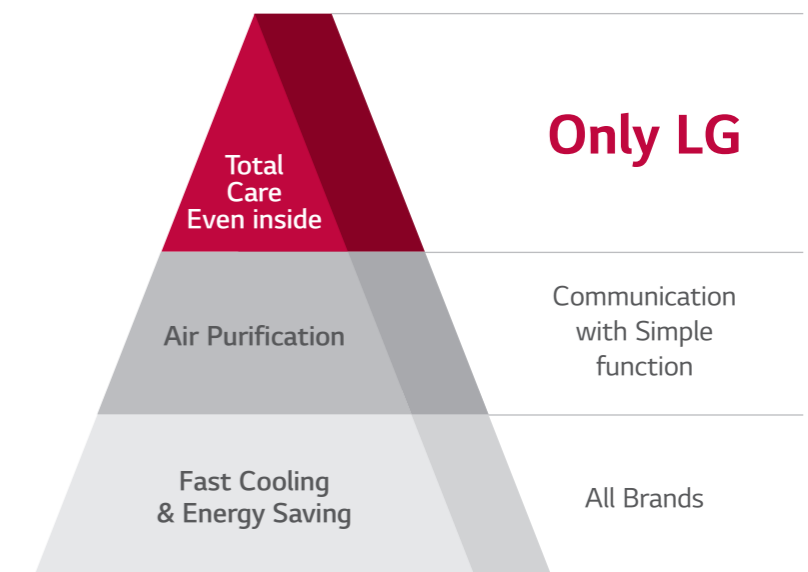 Total
Care
Even inside
Only LG
Air Purification
Communication
with Simple
function
Fast Cooling
& Energy Saving
All Brands